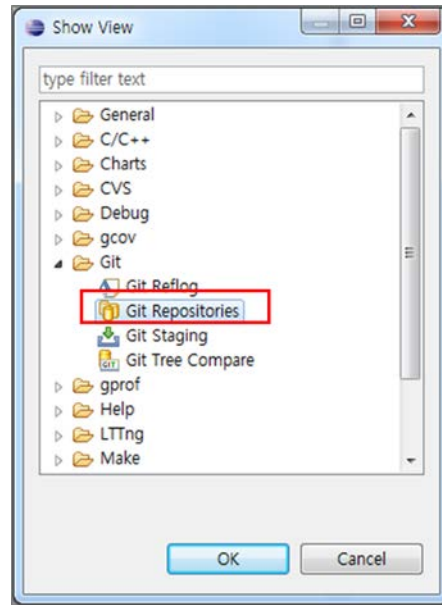 Show View
type filter text
General
C/C++
Charts
CVS
Debug
gcov
Git
Git Reflog
Git Repositories
Git Staging
GIT
Git Tree Compare
gprof
Help
LTTng
Make
OK Cancel